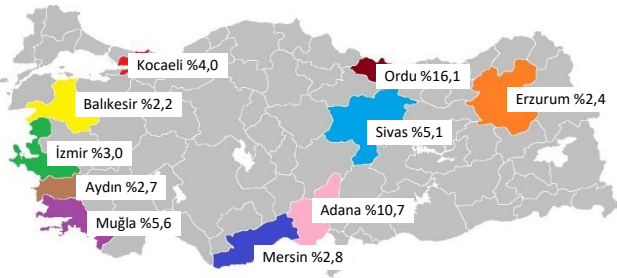 Kocaeli %4,0
Ordu %16,1
Balıkesir %2,2
Erzurum %2,4
Sivas %5,1
İzmir %3,0
Aydın %2,7
Adana %10,7
Muğla %5,6
Mersin %2,8